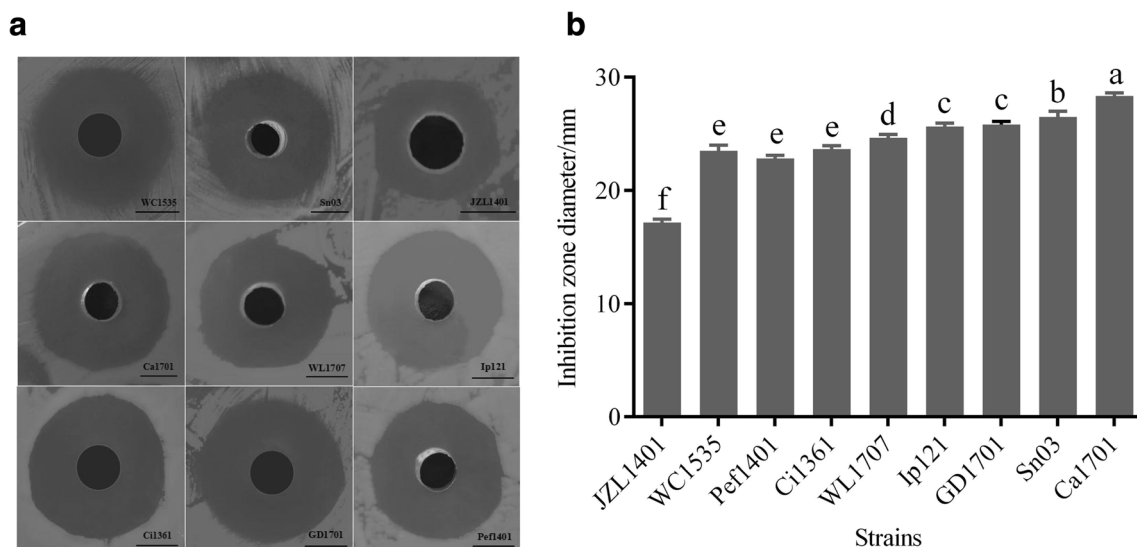 a
WC1535
Sn03
JZL1401
Ca1701
WL1707
Ip121
Ci1361
GD1701
Pef1401
b
Inhibition zone diameter/mm
30
20
10
0
f
e
e
e
d
c
c
b
a
JZL1401
WC1535
Pef1401
Ci1361
WL1707
Ip121
GD1701
Sn03
Ca1701
Strains